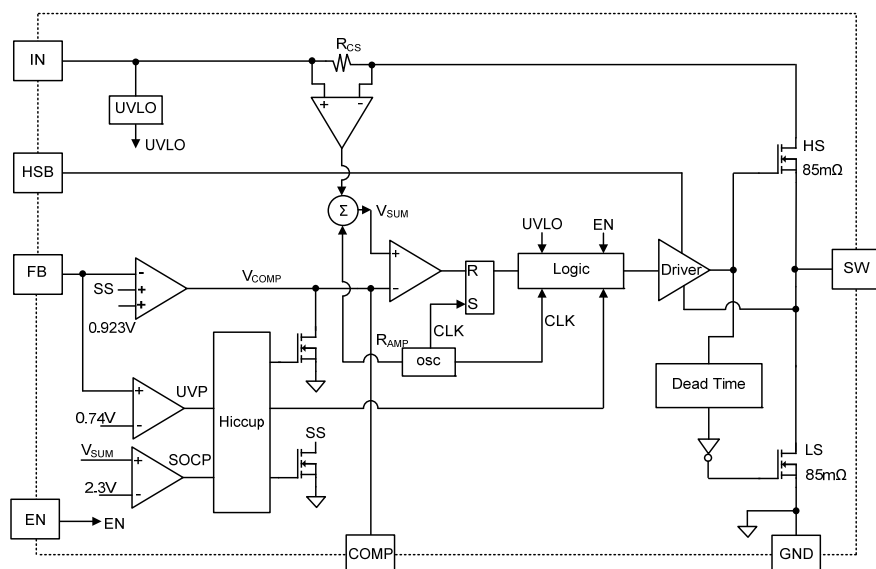 R_CS
IN
UVLO
UVLO
HS
85mΩ
HSB
+
-
Σ
V_SUM
UVLO
EN
FB
SS
-
+
+
0.923V
V_COMP
+
-
R
S
Logic
Driver
SW
CLK
CLK
R_AMP
osc
Dead Time
UVP
+
-
0.74V
Hiccup
V_SUM
SOCP
+
-
2.3V
SS
LS
85mΩ
EN
EN
COMP
GND